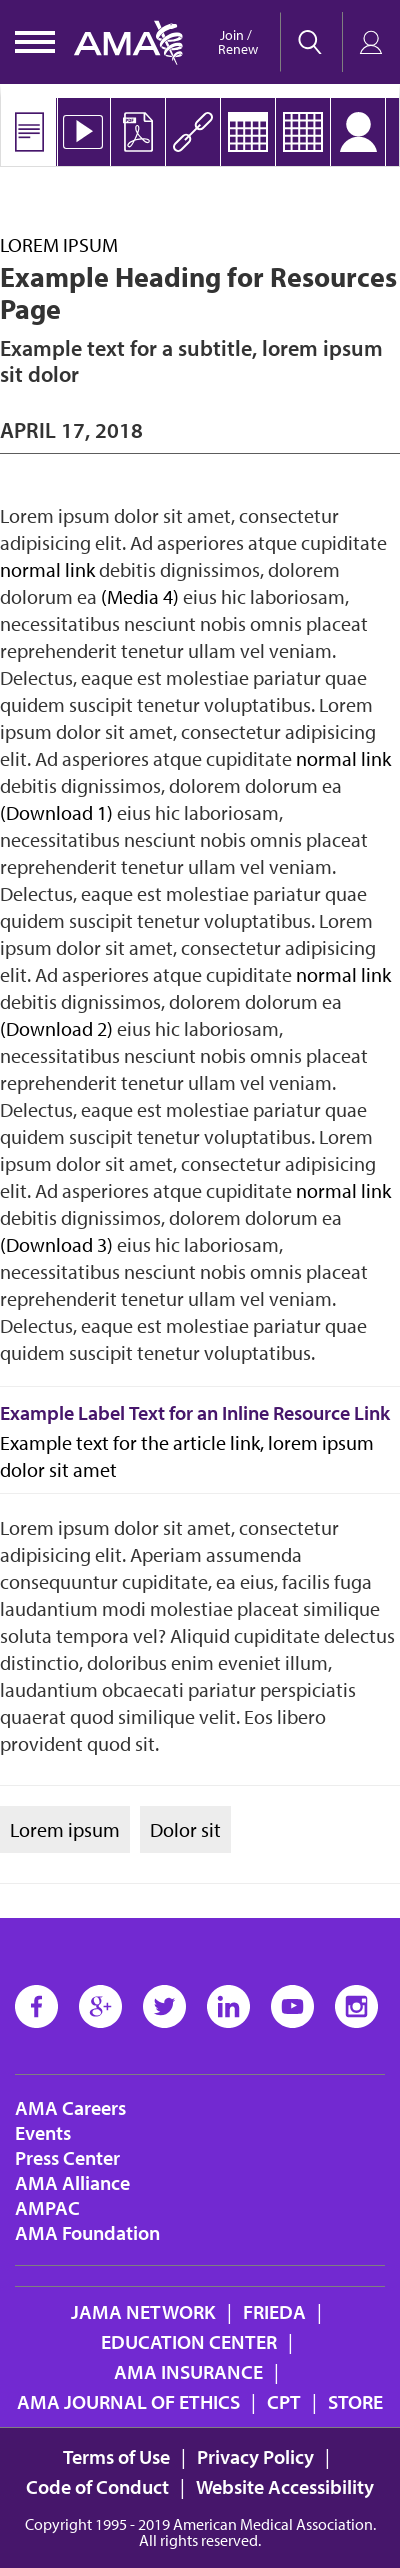 AMA
Join /
Renew
PDF
LOREM IPSUM
Example Heading for Resources
Page
Example text for a subtitle, lorem ipsum
sit dolor
APRIL 17, 2018
Lorem ipsum dolor sit amet, consectetur
adipisicing elit. Ad asperiores atque cupiditate
normal link debitis dignissimos, dolorem
dolorum ea (Media 4) eius hic laboriosam,
necessitatibus nesciunt nobis omnis placeat
reprehenderit tenetur ullam vel veniam.
Delectus, eaque est molestiae pariatur quae
quidem suscipit tenetur voluptatibus. Lorem
ipsum dolor sit amet, consectetur adipisicing
elit. Ad asperiores atque cupiditate normal link
debitis dignissimos, dolorem dolorum ea
(Download 1) eius hic laboriosam,
necessitatibus nesciunt nobis omnis placeat
reprehenderit tenetur ullam vel veniam.
Delectus, eaque est molestiae pariatur quae
quidem suscipit tenetur voluptatibus. Lorem
ipsum dolor sit amet, consectetur adipisicing
elit. Ad asperiores atque cupiditate normal link
debitis dignissimos, dolorem dolorum ea
(Download 2) eius hic laboriosam,
necessitatibus nesciunt nobis omnis placeat
reprehenderit tenetur ullam vel veniam.
Delectus, eaque est molestiae pariatur quae
quidem suscipit tenetur voluptatibus. Lorem
ipsum dolor sit amet, consectetur adipisicing
elit. Ad asperiores atque cupiditate normal link
debitis dignissimos, dolorem dolorum ea
(Download 3) eius hic laboriosam,
necessitatibus nesciunt nobis omnis placeat
reprehenderit tenetur ullam vel veniam.
Delectus, eaque est molestiae pariatur quae
quidem suscipit tenetur voluptatibus.
Example Label Text for an Inline Resource Link
Example text for the article link, lorem ipsum
dolor sit amet
Lorem ipsum dolor sit amet, consectetur
adipisicing elit. Aperiam assumenda
consequuntur cupiditate, ea eius, facilis fuga
laudantium modi molestiae placeat similique
soluta tempora vel? Aliquid cupiditate delectus
distinctio, doloribus enim eveniet illum,
laudantium obcaecati pariatur perspiciatis
quaerat quod similique velit. Eos libero
provident quod sit.
Lorem ipsum Dolor sit
AMA Careers
Events
Press Center
AMA Alliance
AMPAC
AMA Foundation
JAMA NETWORK | FRIEDA |
EDUCATION CENTER |
AMA INSURANCE |
AMA JOURNAL OF ETHICS | CPT | STORE
Terms of Use | Privacy Policy |
Code of Conduct | Website Accessibility
Copyright 1995 - 2019 American Medical Association.
All rights reserved.